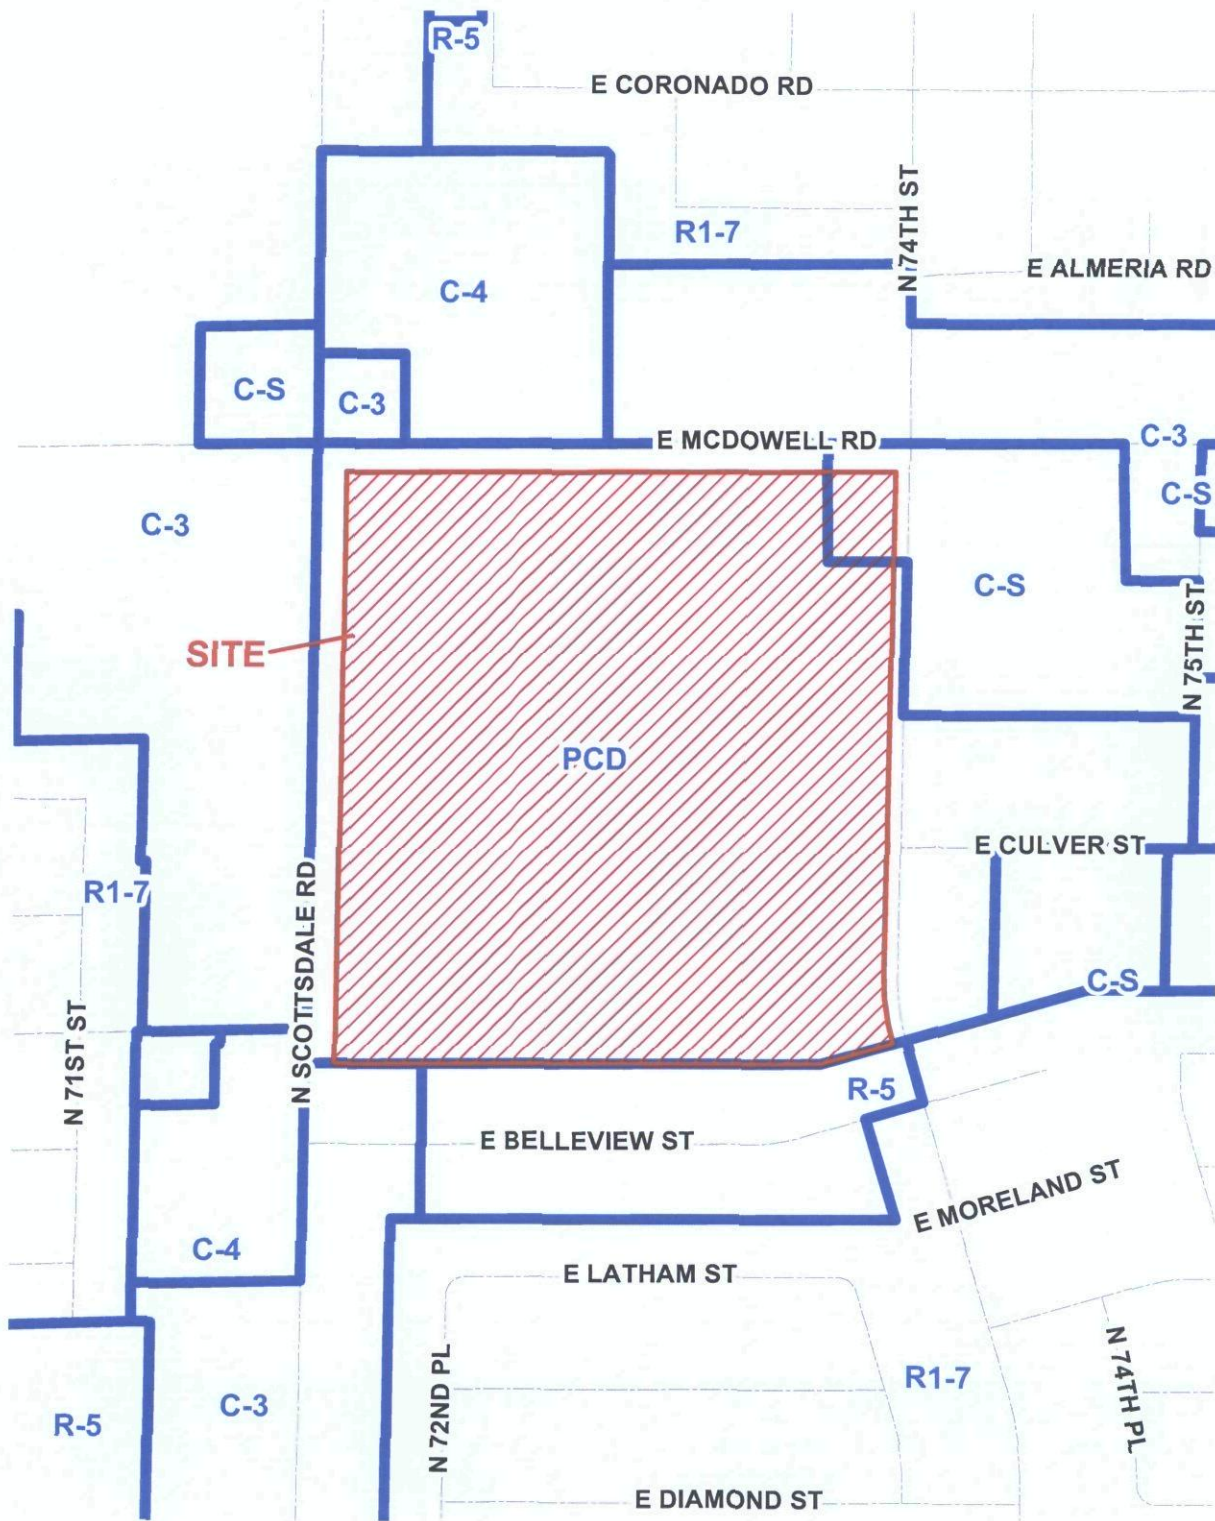 R-5
E CORONADO RD
N 74TH ST
R1-7
E ALMERIA RD
C-4
C-S
C-3
E MCDOWELL RD
C-3
C-S
C-3
C-S
N 75TH ST
SITE
PCD
E CULVER ST
R1-7
N SCOTTSDALE RD
C-S
N 71ST ST
R-5
E BELLEVIEW ST
E MORELAND ST
C-4
E LATHAM ST
N 72ND PL
N 74TH PL
R1-7
C-3
R-5
E DIAMOND ST